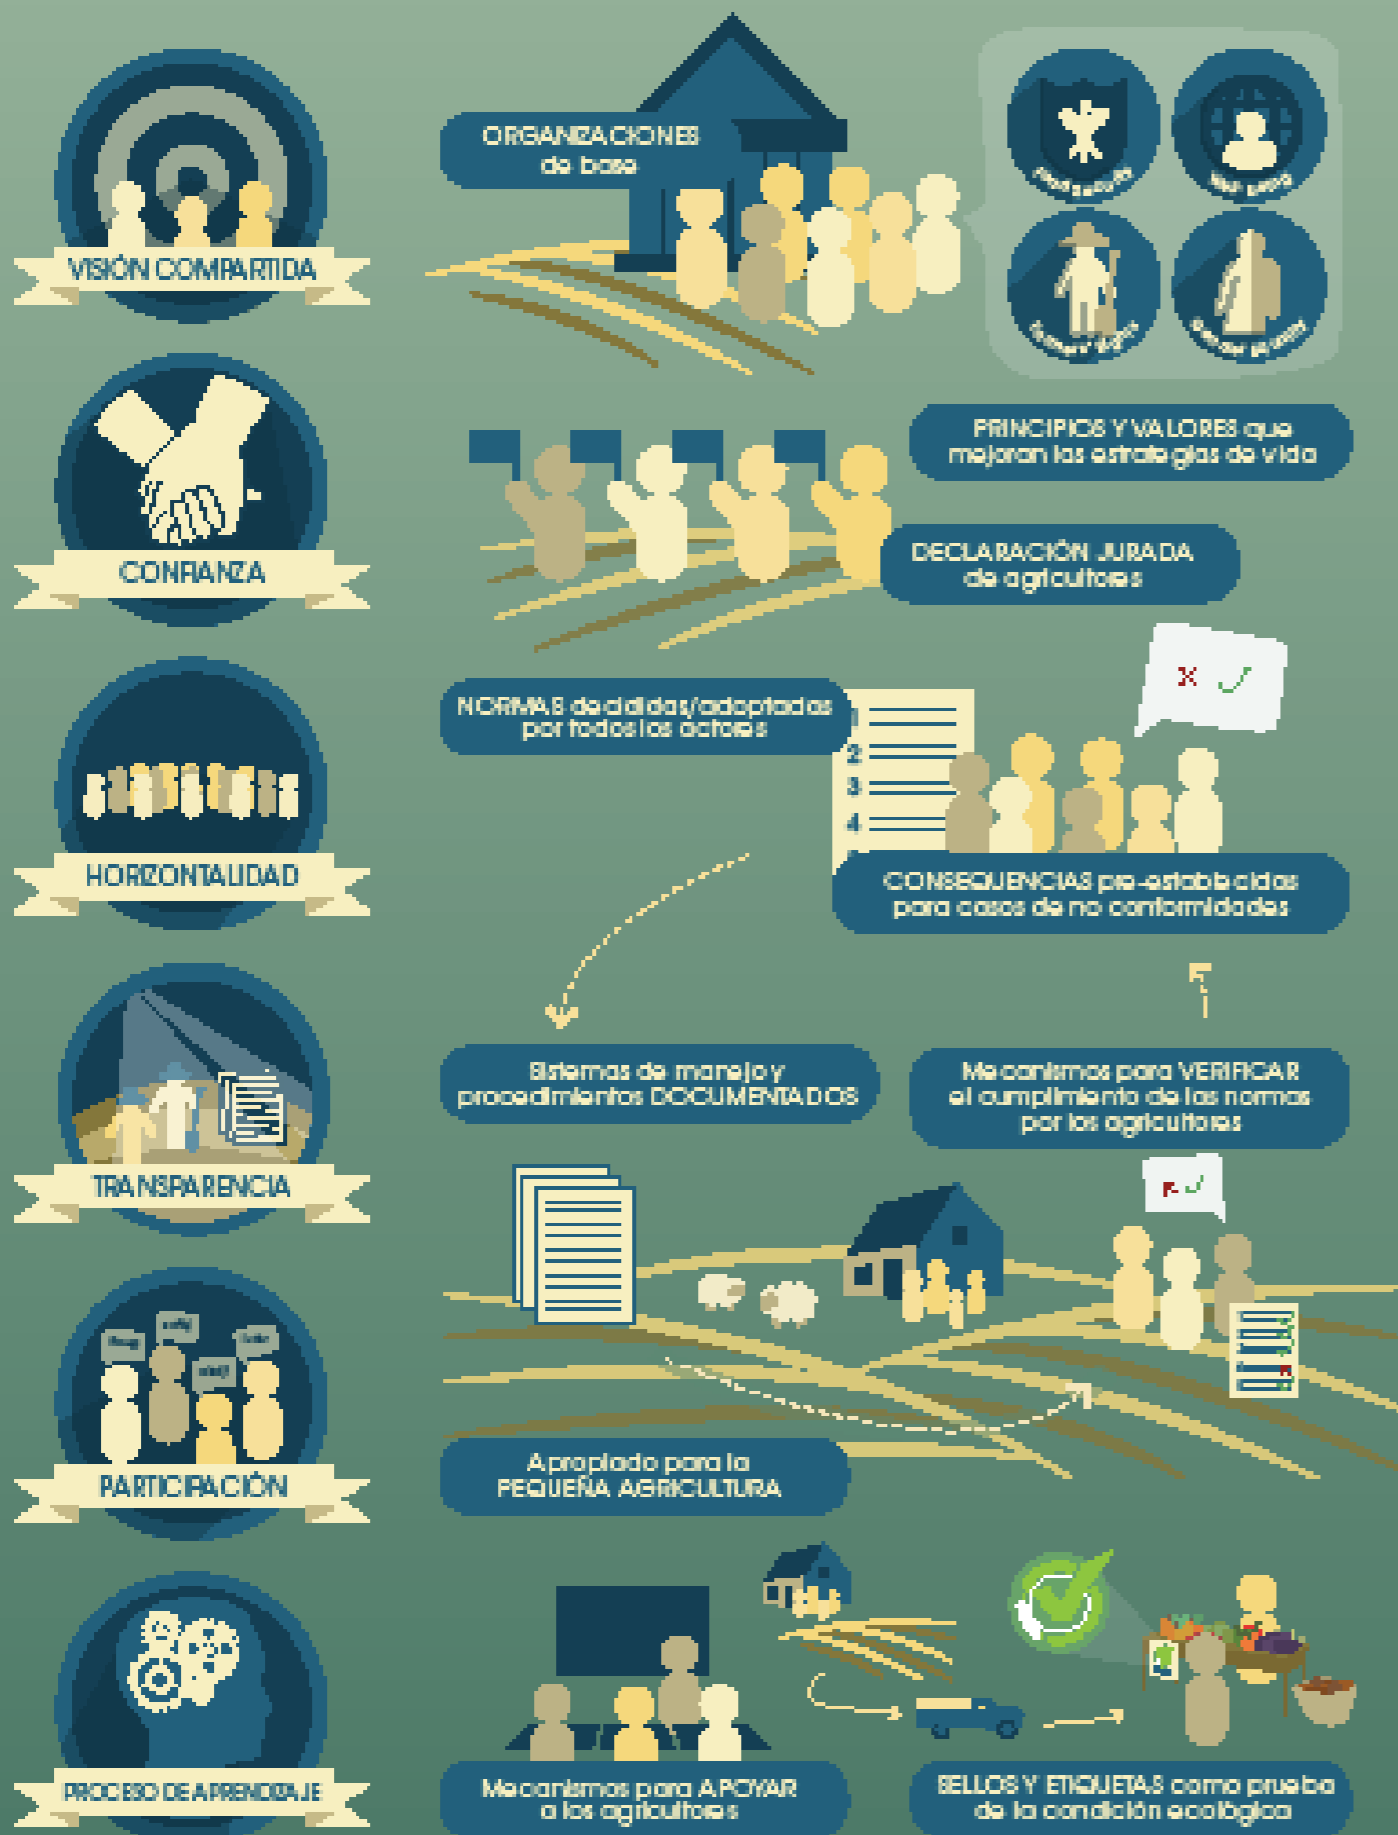 VISIÓN COMPARTIDA
ORGANIZACIONES
de base
PRINCIPIOS Y VALORES que
mejoran las estrategias de vida
CONFIANZA
DECLARACIÓN JURADA
de agricultores
NORMAS decididas/adoptadas
por todos los actores
1
2
3
4
HORIZONTALIDAD
CONSEQUENCIAS pre-establecidas
para casos de no conformidades
Sistemas de manejo y
procedimientos DOCUMENTADOS
Mecanismos para VERIFICAR
el cumplimiento de las normas
por los agricultores
TRANSPARENCIA
PARTICIPACIÓN
Apropiado para la
PEQUEÑA AGRICULTURA
PROCESO DE APRENDIZAJE
Mecanismos para APOYAR
a los agricultores
SELLOS Y ETIQUETAS como prueba
de la condición ecológica